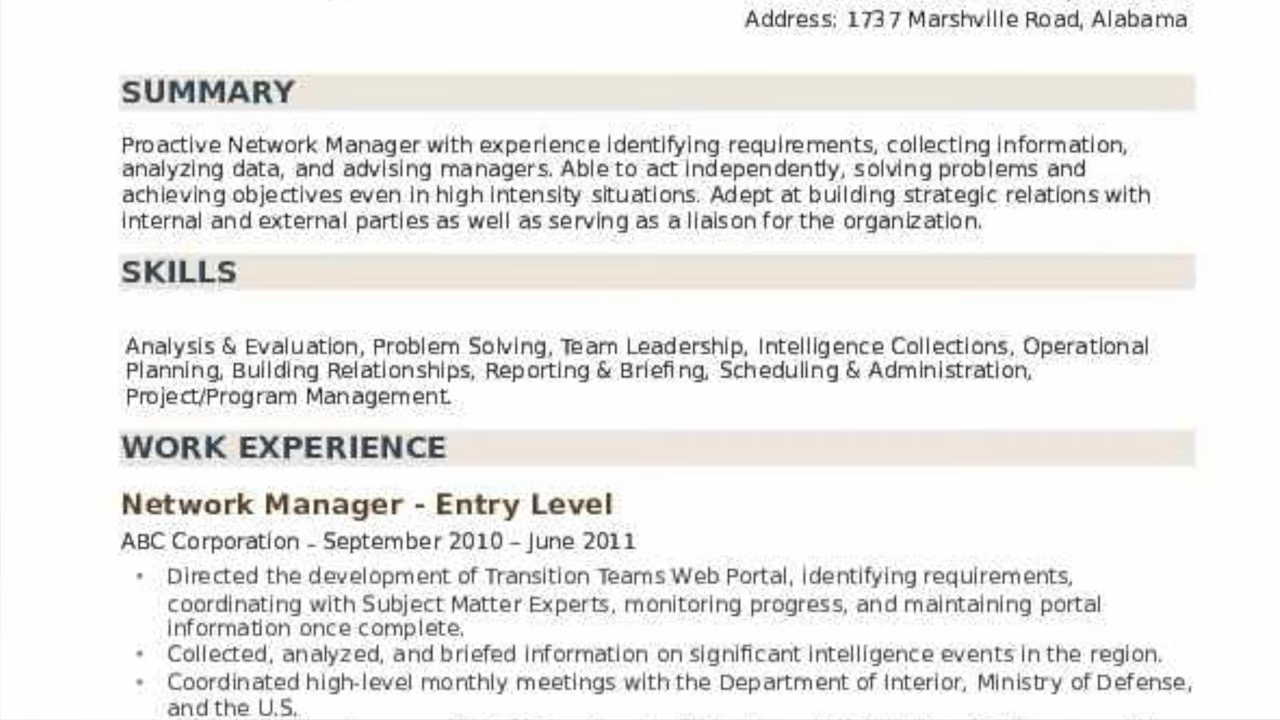 Address: 1737 Marshville Road, Alabama
SUMMARY
Proactive Network Manager with experience identifying requirements, collecting information,
analyzing data, and advising managers. Able to act independently, solving problems and
achieving objectives even in high intensity situations. Adept at building strategic relations with
internal and external parties as well as serving as a liaison for the organization.
SKILLS
Analysis & Evaluation, Problem Solving, Team Leadership, Intelligence Collections, Operational
Planning, Building Relationships, Reporting & Briefing, Scheduling & Administration,
Project/Program Management.
WORK EXPERIENCE
Network Manager - Entry Level
ABC Corporation – September 2010 – June 2011
• Directed the development of Transition Teams Web Portal, identifying requirements,
coordinating with Subject Matter Experts, monitoring progress, and maintaining portal
information once complete.
• Collected, analyzed, and briefed information on significant intelligence events in the region.
• Coordinated high-level monthly meetings with the Department of Interior, Ministry of Defense,
and the U.S.